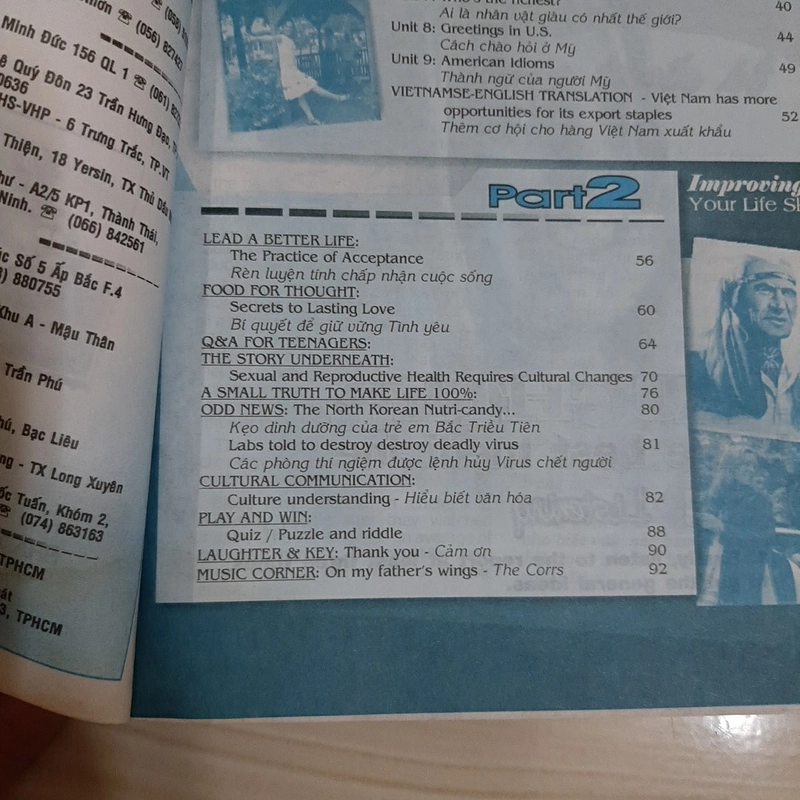 (056) 827427
Minh Đức 156 QL 1 ☏ (061)
Quý Đôn 23 Trần Hưng Đạo,
0636
HS-VHP - 6 Trưng Trắc, TP.VT
Thiện, 18 Yersin, TX Thủ Dầu
- A2/5 KP1, Thành Thái,
Ninh. ☏ (066) 842561
Số 5 Ấp Bắc F.4
880755
Khu A - Mậu Thân
Trần Phú
Bạc Liêu
- TX Long Xuyên
Tuấn, Khóm 2,
☏ (074) 863163
TPHCM
3, TPHCM
40
Ai là nhân vật giàu có nhất thế giới?
Unit 8: Greetings in U.S. 44
Cách chào hỏi ở Mỹ
Unit 9: American Idioms 49
Thành ngữ của người Mỹ
VIETNAMSE-ENGLISH TRANSLATION - Việt Nam has more
opportunities for its export staples 52
Thêm cơ hội cho hàng Việt Nam xuất khẩu
Part2
Improving
Your Life
LEAD A BETTER LIFE:
The Practice of Acceptance 56
Rèn luyện tính chấp nhận cuộc sống
FOOD FOR THOUGHT:
Secrets to Lasting Love 60
Bí quyết để giữ vững Tình yêu
Q&A FOR TEENAGERS: 64
THE STORY UNDERNEATH:
Sexual and Reproductive Health Requires Cultural Changes 70
A SMALL TRUTH TO MAKE LIFE 100%: 76
ODD NEWS: The North Korean Nutri-candy... 80
Kẹo dinh dưỡng của trẻ em Bắc Triều Tiên
Labs told to destroy destroy deadly virus 81
Các phòng thí ngiệm được lệnh hủy Virus chết người
CULTURAL COMMUNICATION:
Culture understanding - Hiểu biết văn hóa 82
PLAY AND WIN:
Quiz / Puzzle and riddle 88
LAUGHTER & KEY: Thank you - Cảm ơn 90
MUSIC CORNER: On my father's wings - The Corrs 92